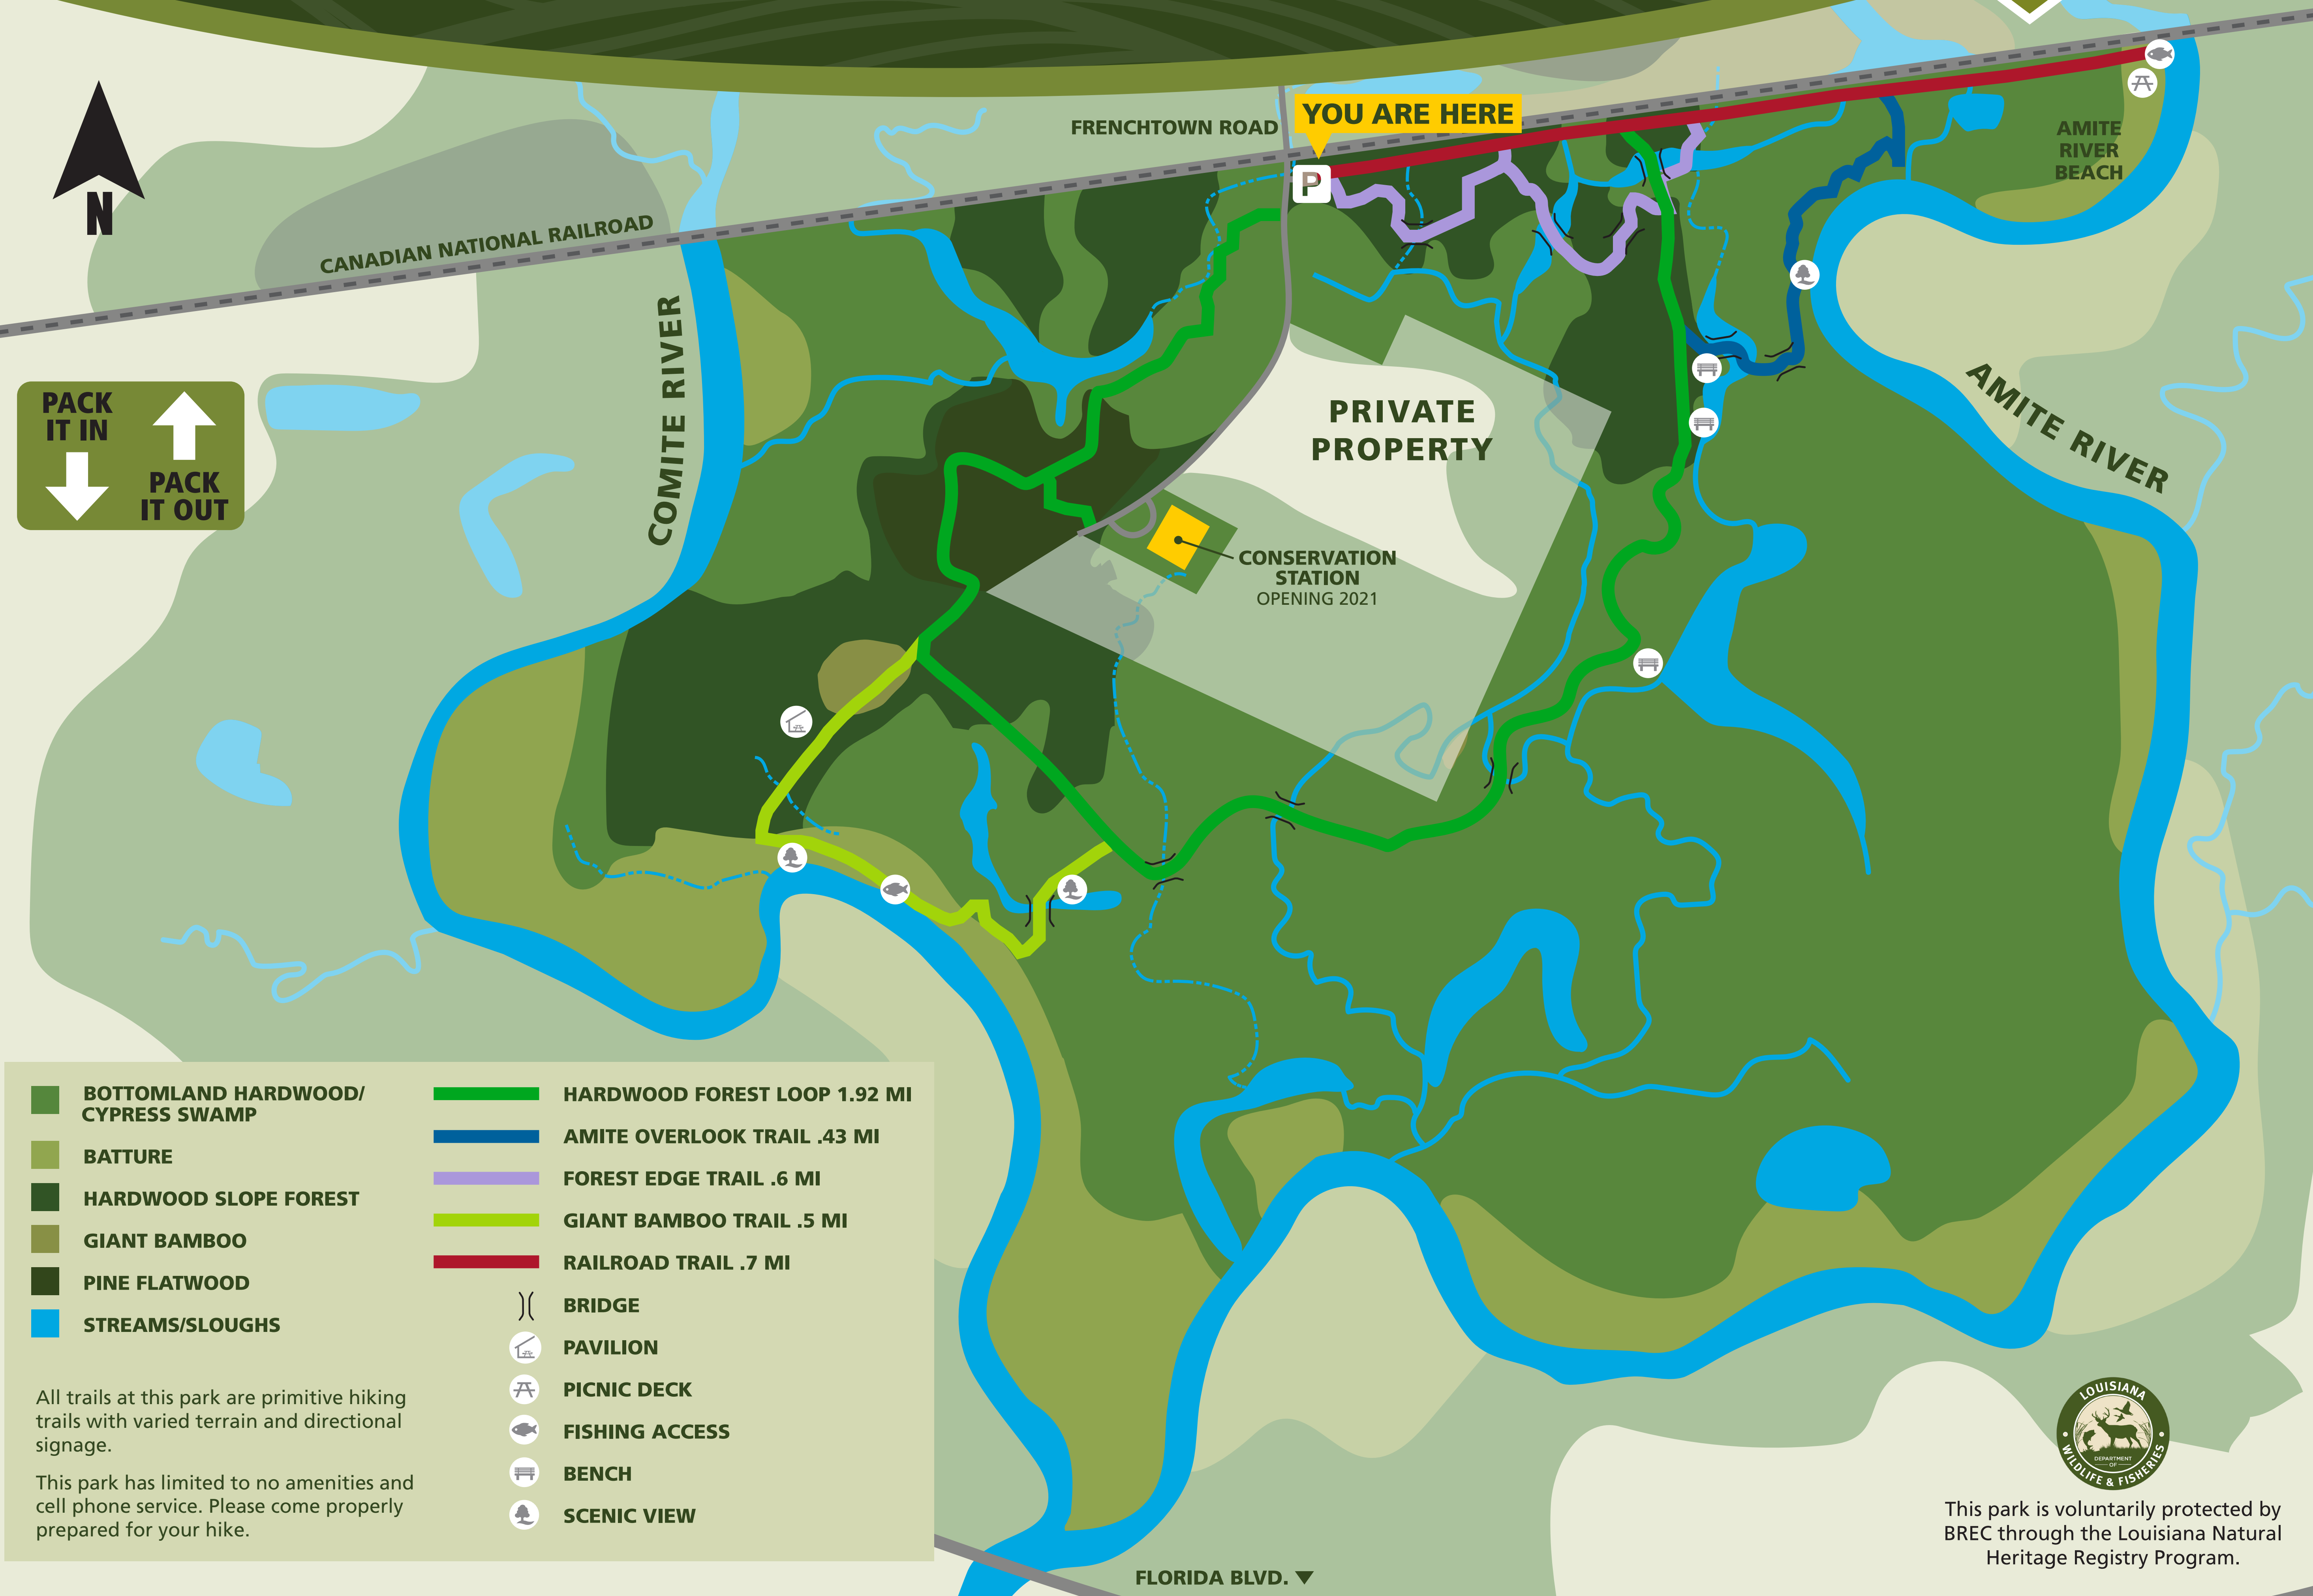 YOU ARE HERE
FRENCHTOWN ROAD
P
AMITE
RIVER
BEACH
N
CANADIAN NATIONAL RAILROAD
COMITE RIVER
PACK
IT IN
PACK
IT OUT
PRIVATE
PROPERTY
AMITE RIVER
CONSERVATION
STATION
OPENING 2021
BOTTOMLAND HARDWOOD/
CYPRESS SWAMP
BATTURE
HARDWOOD SLOPE FOREST
GIANT BAMBOO
PINE FLATWOOD
STREAMS/SLOUGHS
HARDWOOD FOREST LOOP 1.92 MI
AMITE OVERLOOK TRAIL .43 MI
FOREST EDGE TRAIL .6 MI
GIANT BAMBOO TRAIL .5 MI
RAILROAD TRAIL .7 MI
BRIDGE
PAVILION
PICNIC DECK
FISHING ACCESS
BENCH
SCENIC VIEW
All trails at this park are primitive hiking
trails with varied terrain and directional
signage.
This park has limited to no amenities and
cell phone service. Please come properly
prepared for your hike.
LOUISIANA
DEPARTMENT
OF
WILDLIFE & FISHERIES
This park is voluntarily protected by
BREC through the Louisiana Natural
Heritage Registry Program.
FLORIDA BLVD.